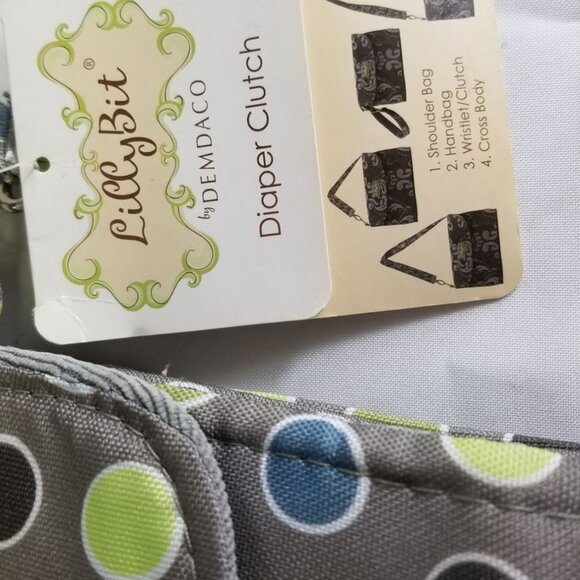 LillyBit®
by DEMDACO
Diaper Clutch
1. Shoulder Bag
2. Handbag
3. Wristlet/Clutch
4. Cross Body